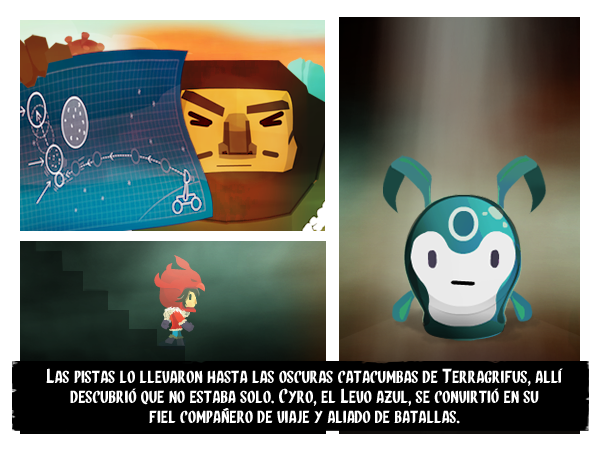 Las pistas lo llevaron hasta las oscuras catacumbas de Terragrifus, allí
descubrió que no estaba solo. Cyro, el Levo azul, se convirtió en su
fiel compañero de viaje y aliado de batallas.